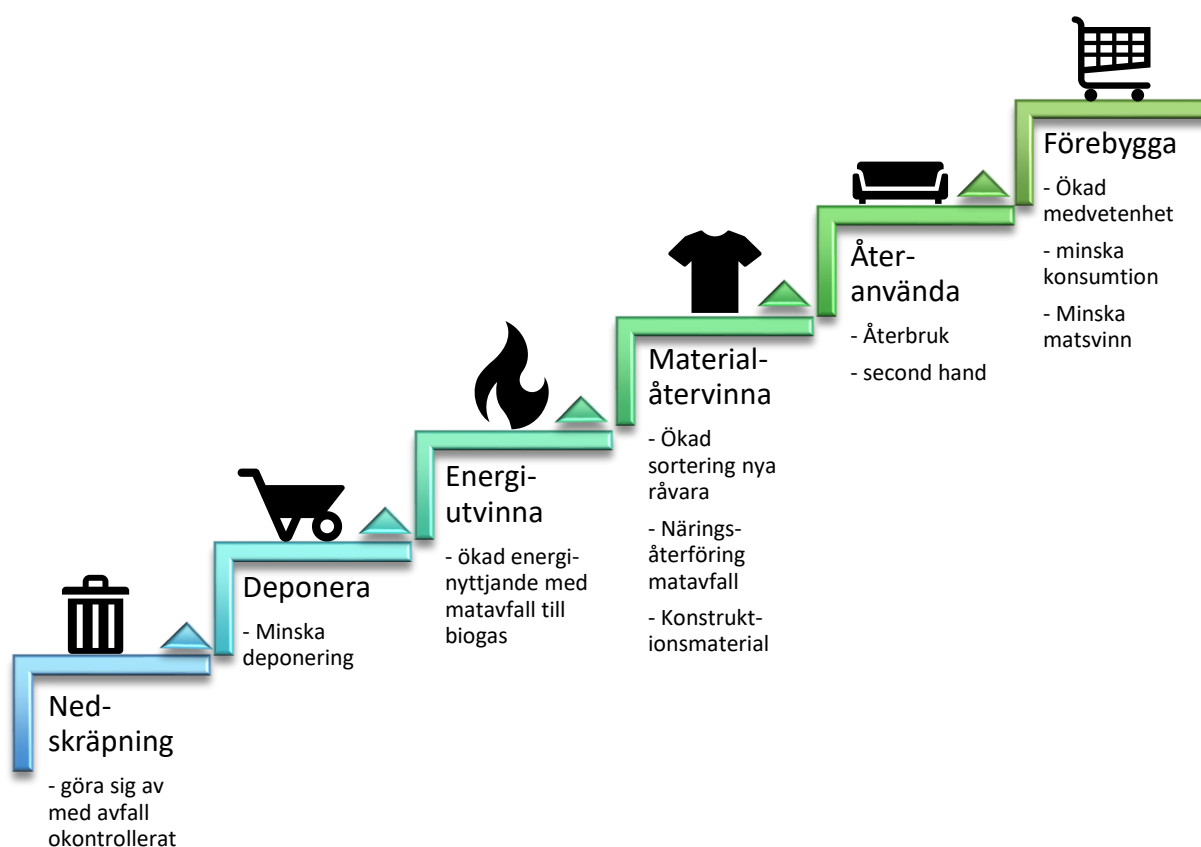 Ned-
skräpning
- göra sig av
med avfall
okontrollerat
Deponera
- Minska
deponering
Energi-
utvinna
- ökad energi-
nyttjande med
matavfall till
biogas
Material-
återvinna
- Ökad
sortering nya
råvara
- Närings-
återföring
matavfall
- Konstrukt-
ionsmaterial
Åter-
använda
- Återbruk
- second hand
Förebygga
- Ökad
medvetenhet
- minska
konsumtion
- Minska
matsvinn